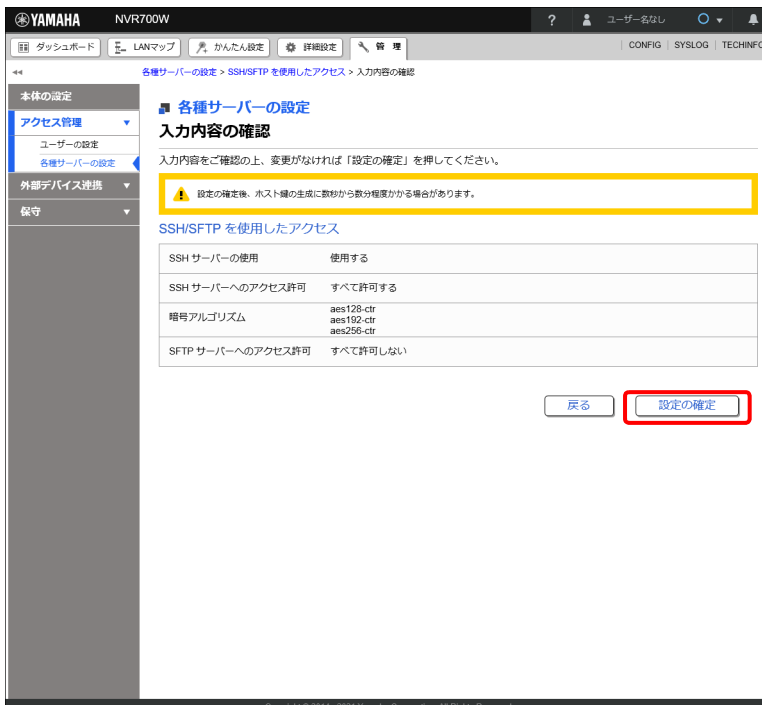 YAMAHA NVR700W ? ユーザー名なし
ダッシュボード LANマップ かんたん設定 詳細設定 管 理 CONFIG SYSLOG TECHINFO
各種サーバーの設定 > SSH/SFTP を使用したアクセス > 入力内容の確認
本体の設定
アクセス管理
ユーザーの設定
各種サーバーの設定
外部デバイス連携
保守
各種サーバーの設定
入力内容の確認
入力内容をご確認の上、変更がなければ「設定の確定」を押してください。
設定の確定後、ホスト鍵の生成に数秒から数分程度かかる場合があります。
SSH/SFTP を使用したアクセス
SSH サーバーの使用 使用する
SSH サーバーへのアクセス許可 すべて許可する
暗号アルゴリズム aes128-ctr
aes192-ctr
aes256-ctr
SFTP サーバーへのアクセス許可 すべて許可しない
戻る 設定の確定